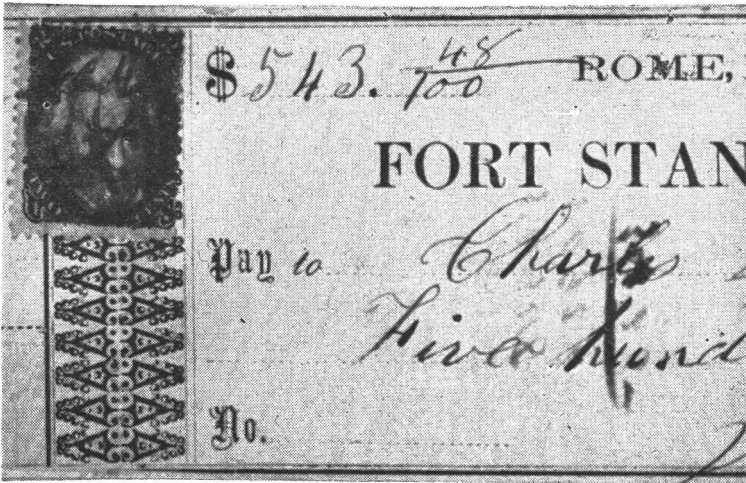 $543. 48/100 ROME,
FORT STAN
Pay to Charles
Five hund
No.